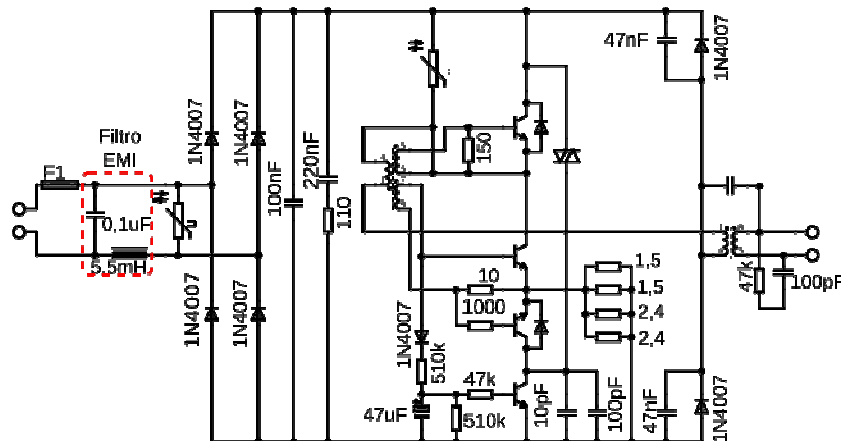 47nF
1N4007
1N4007
1N4007
Filtro
EMI
F1
0,1uF
5,5mH
100nF
220nF
110
150
1N4007
1N4007
10
1000
1N4007
510k
47uF
47k
510k
10pF
100pF
1,5
1,5
2,4
2,4
47nF
1N4007
47k
100pF